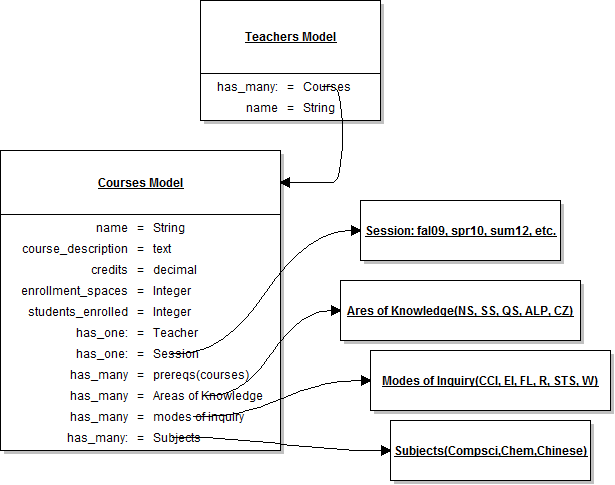 Teachers Model
has_many: = Courses
name = String
Courses Model
name = String
course_description = text
credits = decimal
enrollment_spaces = Integer
students_enrolled = Integer
has_one: = Teacher
has_one: = Session
has_many = prereqs(courses)
has_many = Areas of Knowledge
has_many = modes of inquiry
has_many: = Subjects
Session: fal09, spr10, sum12, etc.
Ares of Knowledge(NS, SS, QS, ALP, CZ)
Modes of Inquiry(CCI, EI, FL, R, STS, W)
Subjects(Compsci,Chem,Chinese)